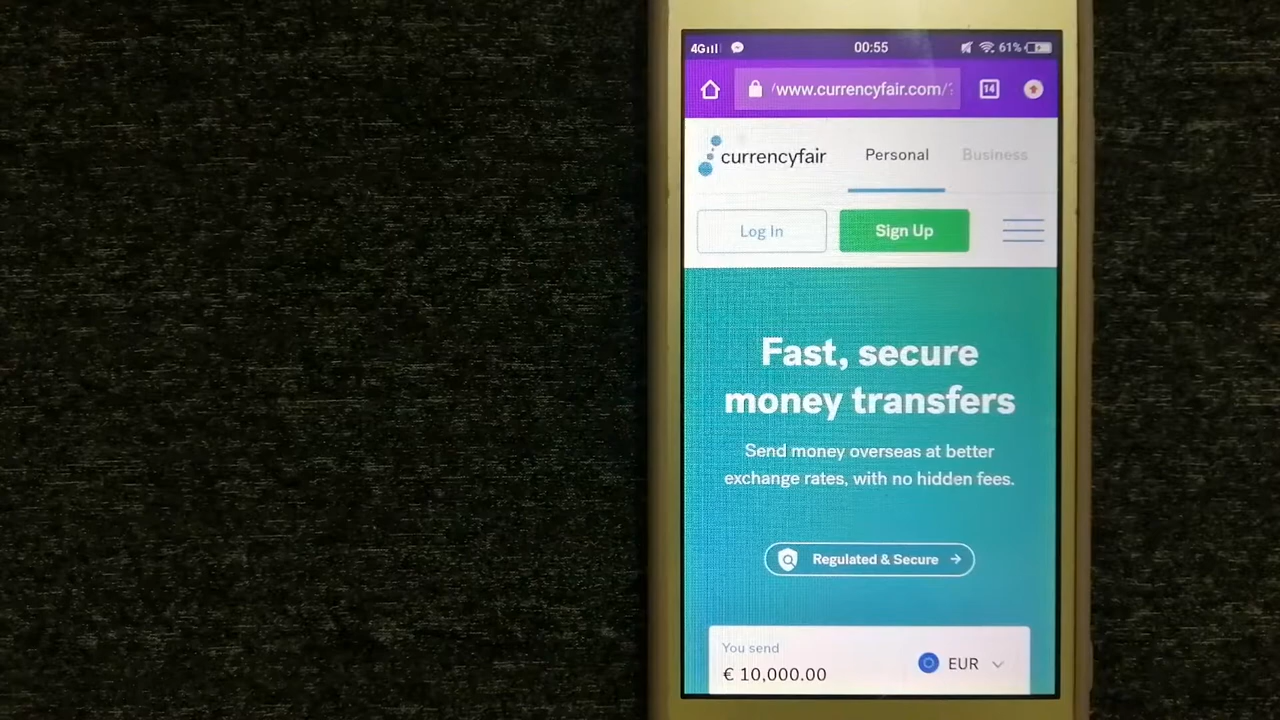 4G 00:55 61%
14
/www.currencyfair.com/?
currencyfair Personal Business
Log In Sign Up
Fast, secure
money transfers
Send money overseas at better
exchange rates, with no hidden fees.
Regulated & Secure →
You send
€ 10,000.00 EUR